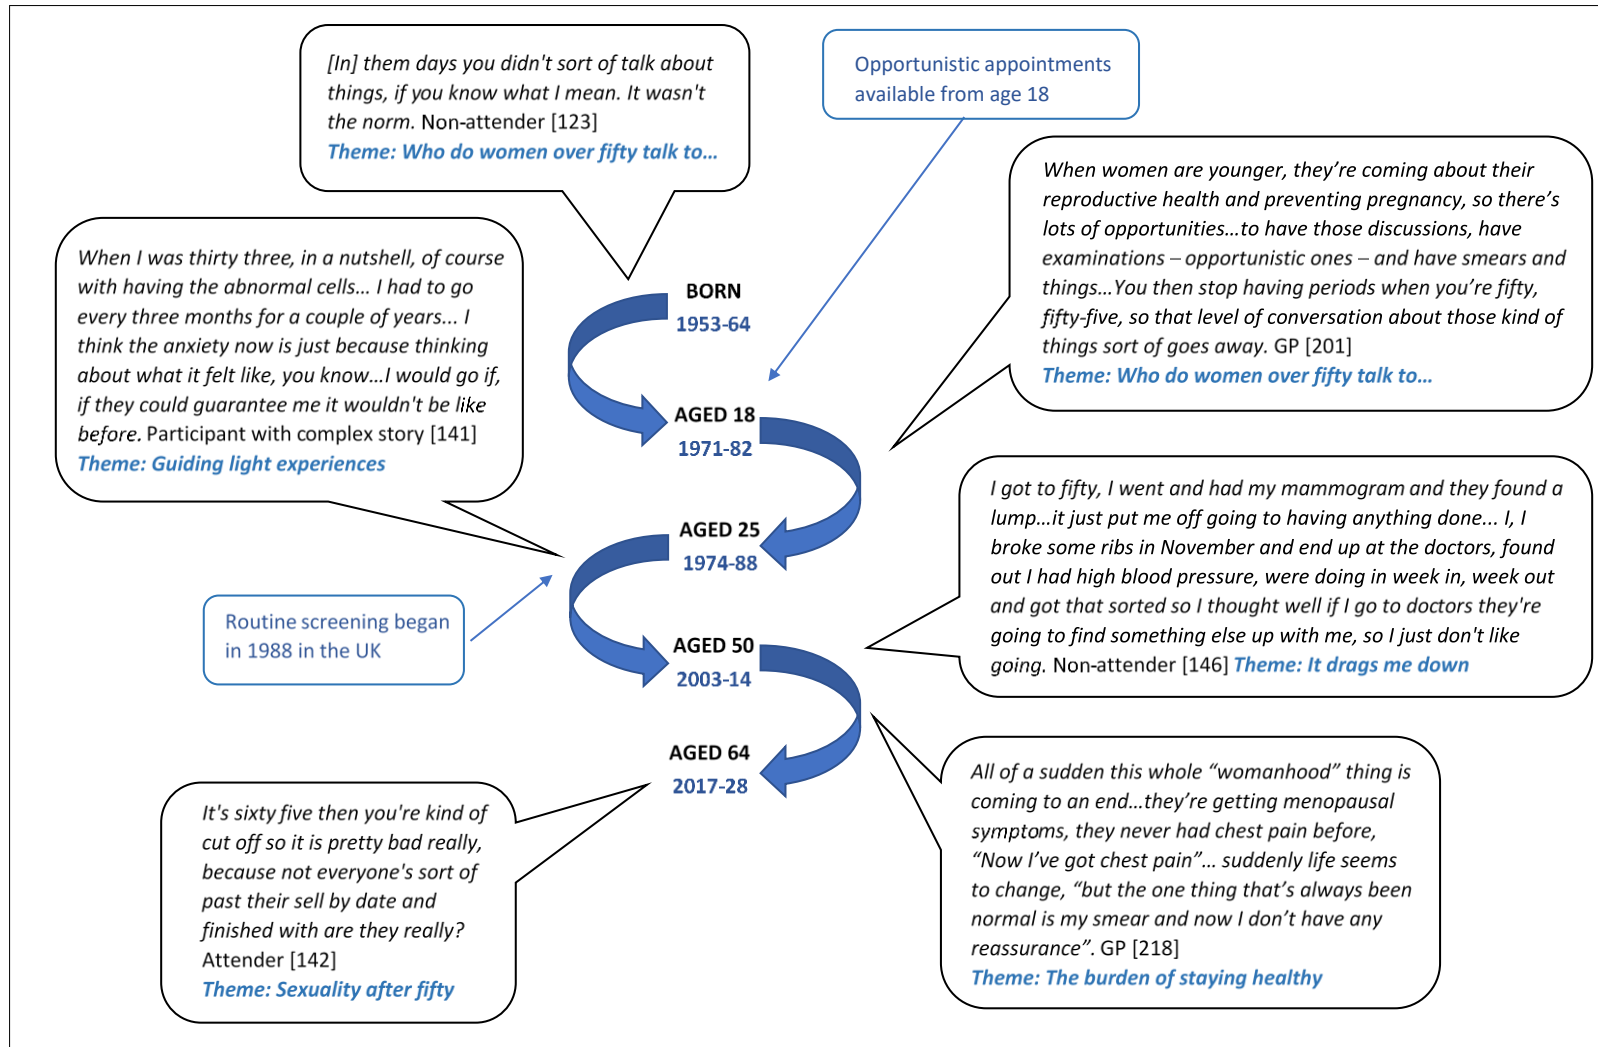 [In] them days you didn't sort of talk about
things, if you know what I mean. It wasn't
the norm. Non-attender [123]
Theme: Who do women over fifty talk to…
Opportunistic appointments
available from age 18
When women are younger, they’re coming about their
reproductive health and preventing pregnancy, so there’s
lots of opportunities…to have those discussions, have
examinations – opportunistic ones – and have smears and
things…You then stop having periods when you’re fifty,
fifty-five, so that level of conversation about those kind of
things sort of goes away. GP [201]
Theme: Who do women over fifty talk to…
When I was thirty three, in a nutshell, of course
with having the abnormal cells... I had to go
every three months for a couple of years... I
think the anxiety now is just because thinking
about what it felt like, you know…I would go if,
if they could guarantee me it wouldn't be like
before. Participant with complex story [141]
Theme: Guiding light experiences
BORN
1953-64
AGED 18
1971-82
AGED 25
1974-88
AGED 50
2003-14
AGED 64
2017-28
I got to fifty, I went and had my mammogram and they found a
lump…it just put me off going to having anything done... I, I
broke some ribs in November and end up at the doctors, found
out I had high blood pressure, were doing in week in, week out
and got that sorted so I thought well if I go to doctors they're
going to find something else up with me, so I just don't like
going. Non-attender [146] Theme: It drags me down
Routine screening began
in 1988 in the UK
All of a sudden this whole “womanhood” thing is
coming to an end…they’re getting menopausal
symptoms, they never had chest pain before,
“Now I’ve got chest pain”… suddenly life seems
to change, “but the one thing that’s always been
normal is my smear and now I don’t have any
reassurance”. GP [218]
Theme: The burden of staying healthy
It's sixty five then you're kind of
cut off so it is pretty bad really,
because not everyone's sort of
past their sell by date and
finished with are they really?
Attender [142]
Theme: Sexuality after fifty